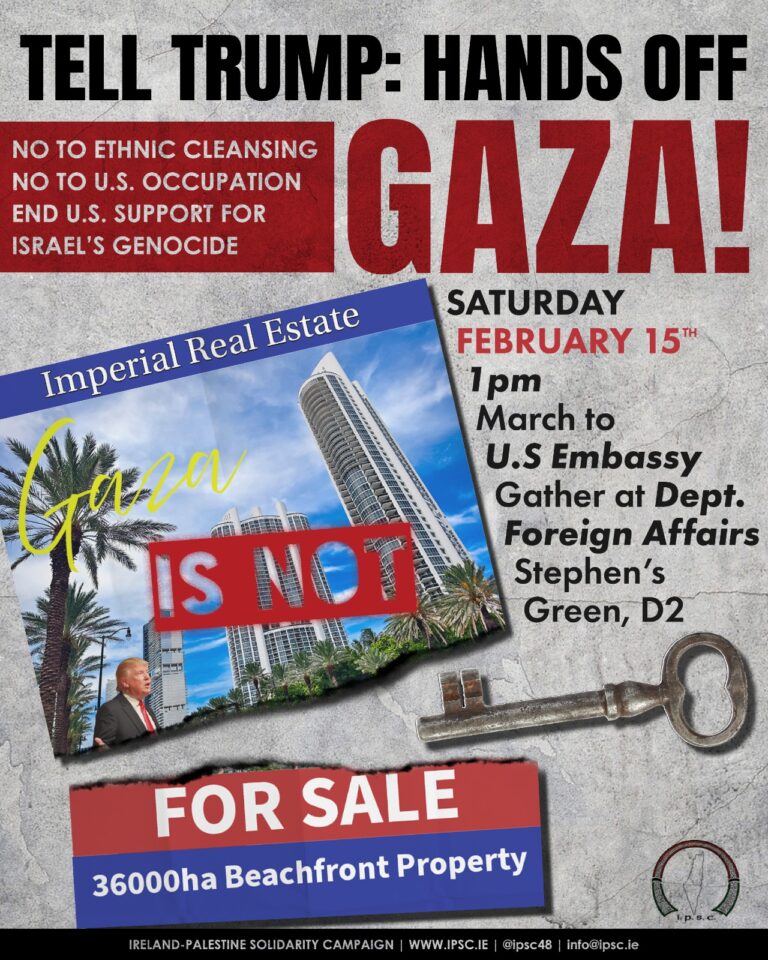 TELL TRUMP: HANDS OFF
GAZA!
NO TO ETHNIC CLEANSING
NO TO U.S. OCCUPATION
END U.S. SUPPORT FOR
ISRAEL'S GENOCIDE
SATURDAY
FEBRUARY 15TH
1pm
March to
U.S Embassy
Gather at Dept.
Foreign Affairs
Stephen's
Green, D2
Imperial Real Estate
Gaza
IS NOT
FOR SALE
36000ha Beachfront Property
i.p.s.c.
IRELAND-PALESTINE SOLIDARITY CAMPAIGN | WWW.IPSC.IE | @ipsc48 | info@ipsc.ie